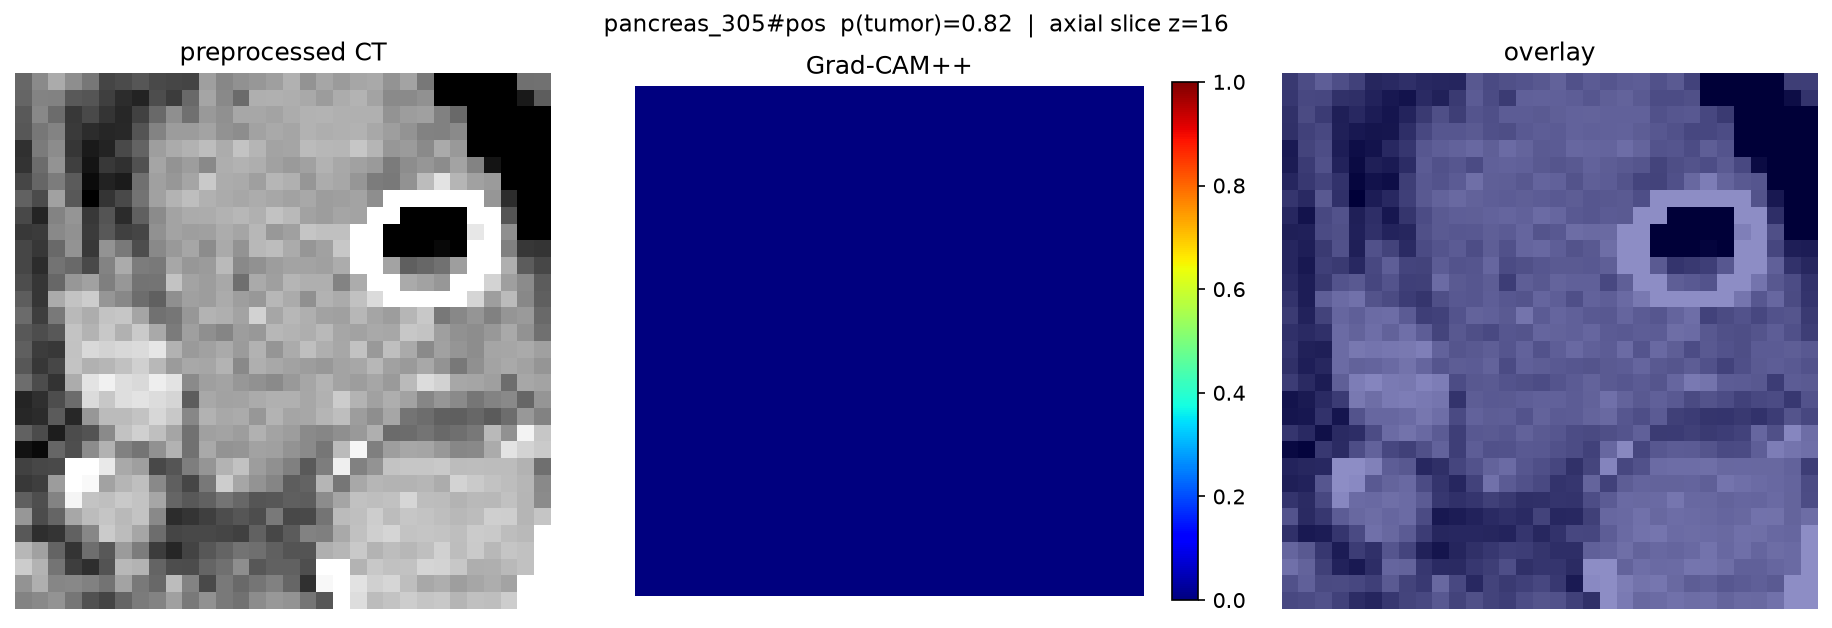 pancreas_305#pos  p(tumor)=0.82  |  axial slice z=16
preprocessed CT
Grad-CAM++
overlay
1.0
0.8
0.6
0.4
0.2
0.0